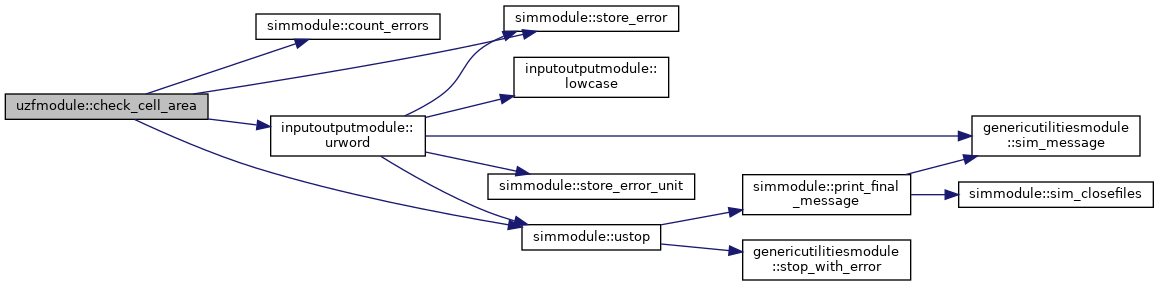 uzfmodule::check_cell_area
simmodule::count_errors
simmodule::store_error
inputoutputmodule::
urword
inputoutputmodule::
lowcase
simmodule::store_error_unit
simmodule::ustop
genericutilitiesmodule
::sim_message
simmodule::print_final
_message
simmodule::sim_closefiles
genericutilitiesmodule
::stop_with_error